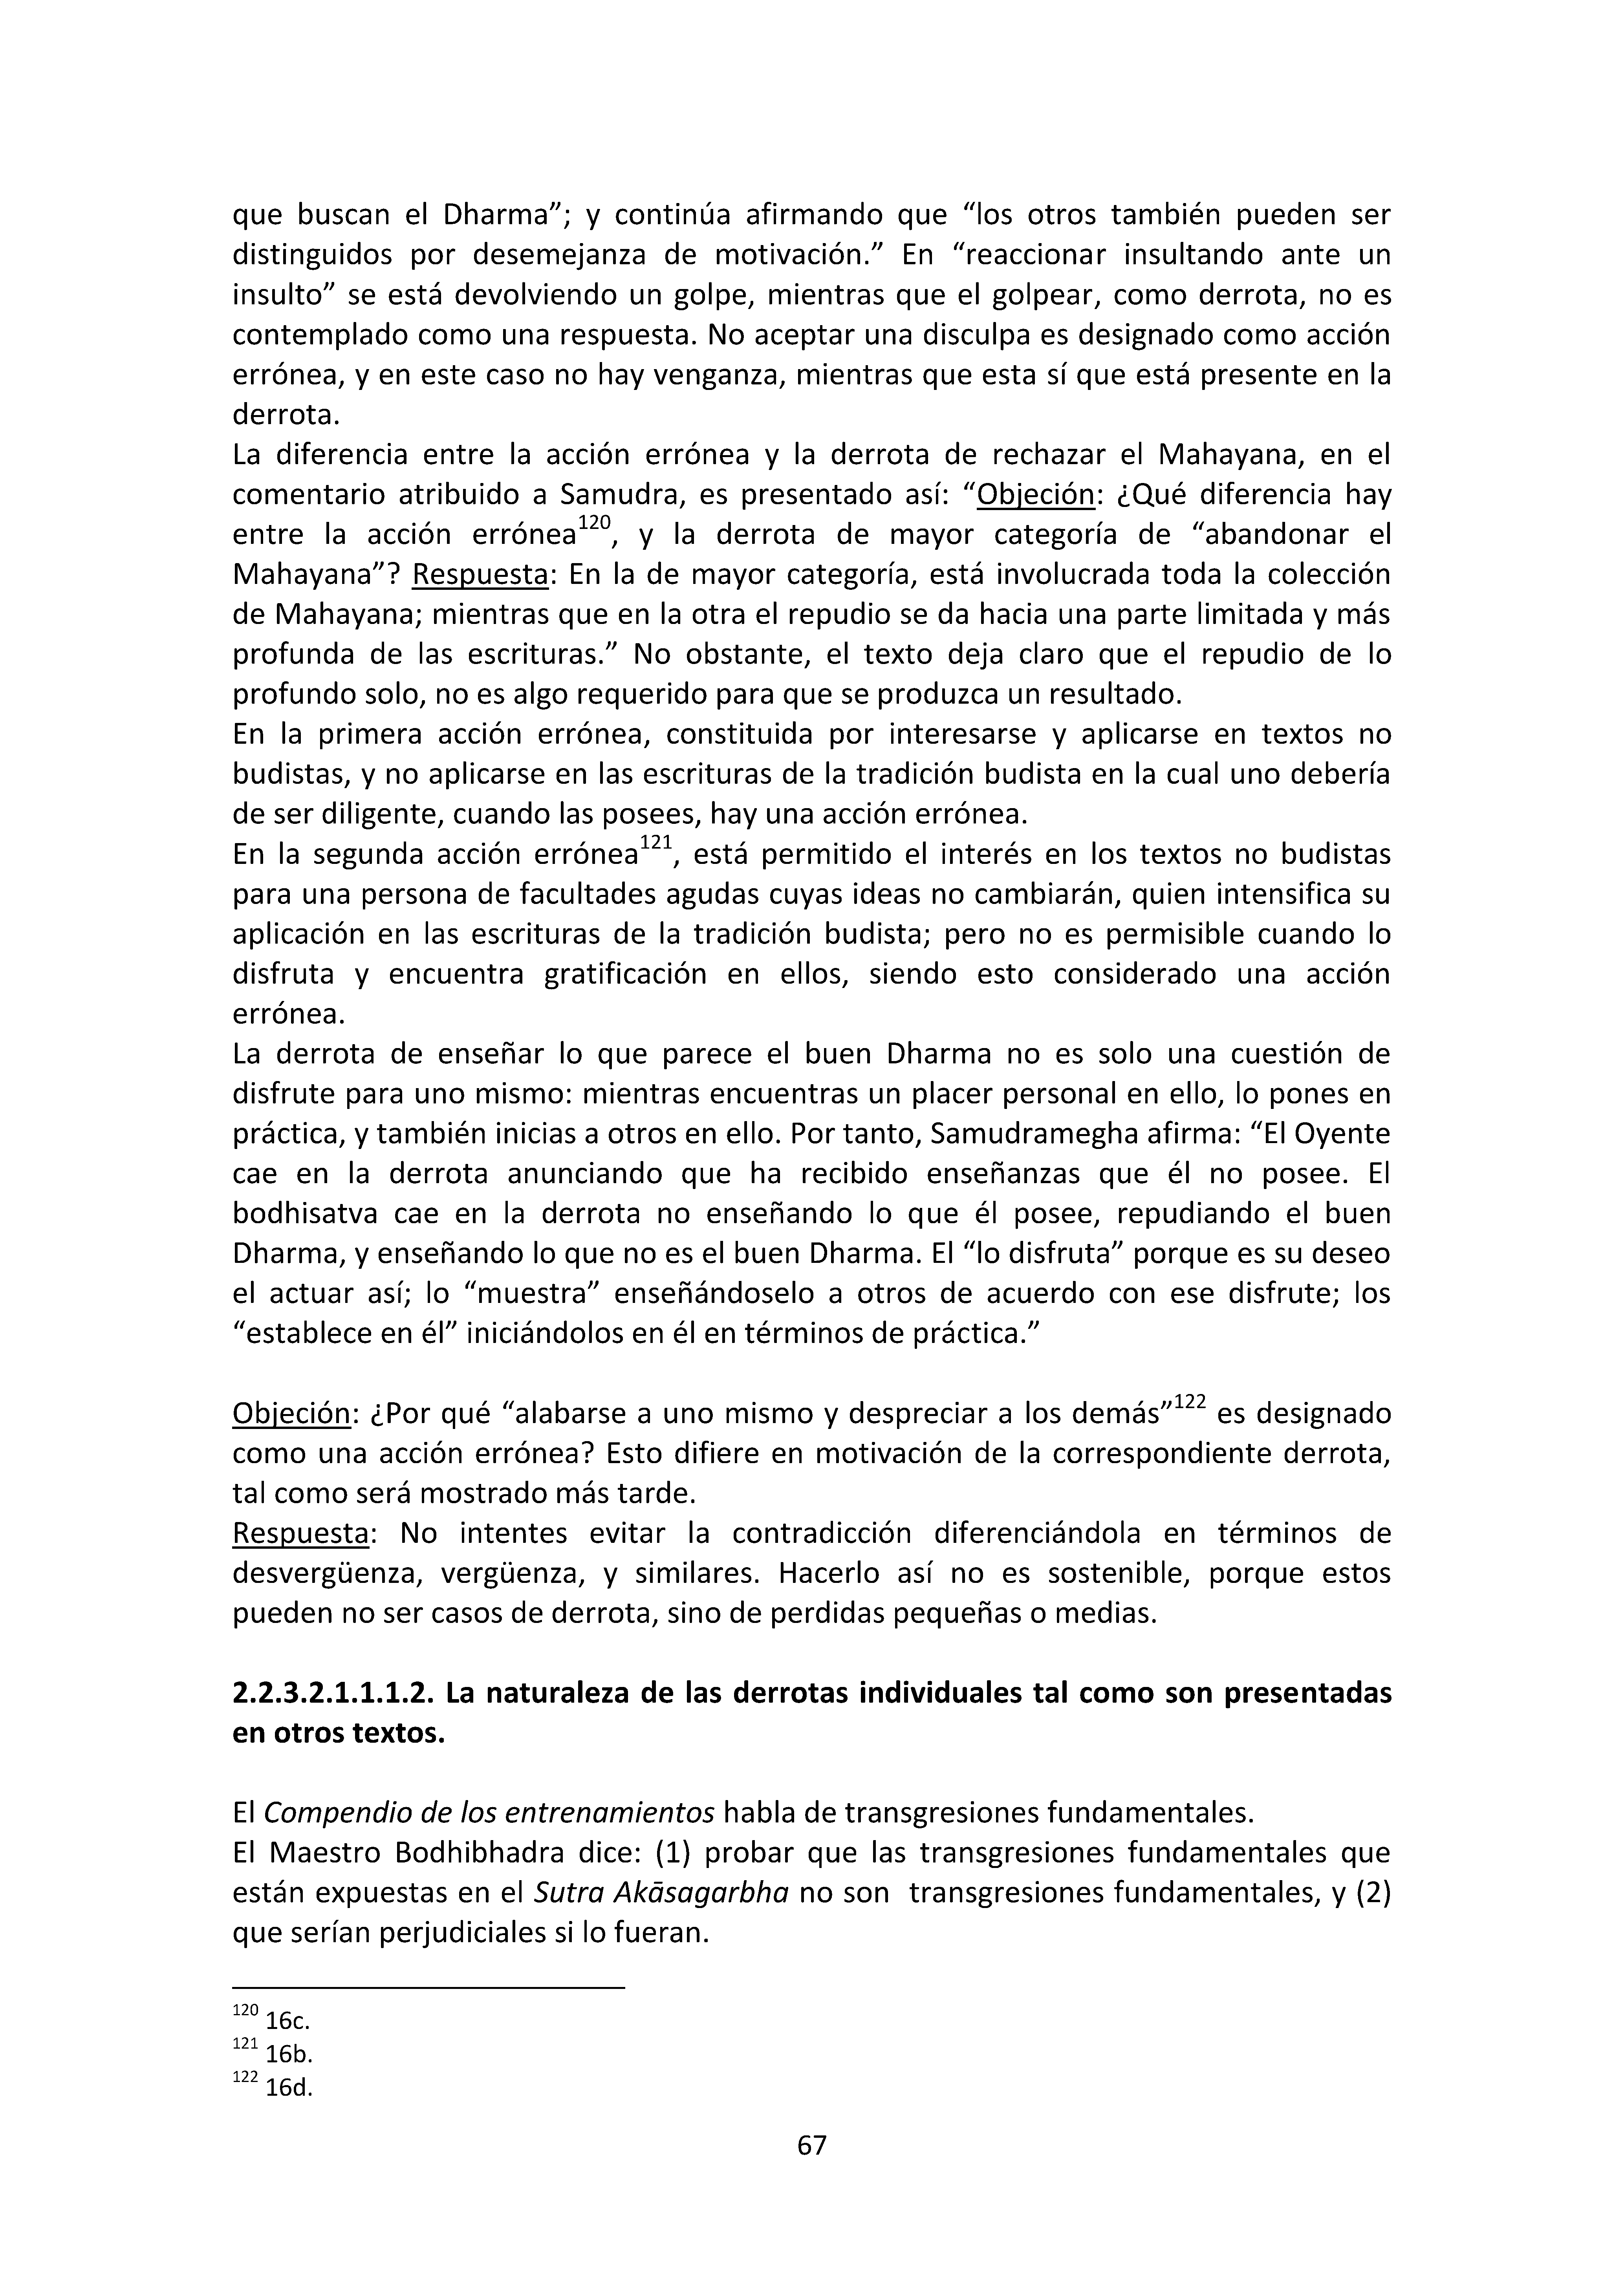 que buscan el Dharma”; y continúa afirmando que “los otros también pueden ser
distinguidos por desemejanza de motivación.” En “reaccionar insultando ante un
insulto” se está devolviendo un golpe, mientras que el golpear, como derrota, no es
contemplado como una respuesta. No aceptar una disculpa es designado como acción
errónea, y en este caso no hay venganza, mientras que esta sí que está presente en la
derrota.
La diferencia entre la acción errónea y la derrota de rechazar el Mahayana, en el
comentario atribuido a Samudra, es presentado así: “Objeción: ¿Qué diferencia hay
entre la acción errónea120, y la derrota de mayor categoría de “abandonar el
Mahayana”? Respuesta: En la de mayor categoría, está involucrada toda la colección
de Mahayana; mientras que en la otra el repudio se da hacia una parte limitada y más
profunda de las escrituras.” No obstante, el texto deja claro que el repudio de lo
profundo solo, no es algo requerido para que se produzca un resultado.
En la primera acción errónea, constituida por interesarse y aplicarse en textos no
budistas, y no aplicarse en las escrituras de la tradición budista en la cual uno debería
de ser diligente, cuando las posees, hay una acción errónea.
En la segunda acción errónea121, está permitido el interés en los textos no budistas
para una persona de facultades agudas cuyas ideas no cambiarán, quien intensifica su
aplicación en las escrituras de la tradición budista; pero no es permisible cuando lo
disfruta y encuentra gratificación en ellos, siendo esto considerado una acción
errónea.
La derrota de enseñar lo que parece el buen Dharma no es solo una cuestión de
disfrute para uno mismo: mientras encuentras un placer personal en ello, lo pones en
práctica, y también inicias a otros en ello. Por tanto, Samudramegha afirma: “El Oyente
cae en la derrota anunciando que ha recibido enseñanzas que él no posee. El
bodhisatva cae en la derrota no enseñando lo que él posee, repudiando el buen
Dharma, y enseñando lo que no es el buen Dharma. El “lo disfruta” porque es su deseo
el actuar así; lo “muestra” enseñándoselo a otros de acuerdo con ese disfrute; los
“establece en él” iniciándolos en él en términos de práctica.”
Objeción: ¿Por qué “alabarse a uno mismo y despreciar a los demás”122 es designado
como una acción errónea? Esto difiere en motivación de la correspondiente derrota,
tal como será mostrado más tarde.
Respuesta: No intentes evitar la contradicción diferenciándola en términos de
desvergüenza, vergüenza, y similares. Hacerlo así no es sostenible, porque estos
pueden no ser casos de derrota, sino de perdidas pequeñas o medias.
2.2.3.2.1.1.1.2. La naturaleza de las derrotas individuales tal como son presentadas
en otros textos.
El Compendio de los entrenamientos habla de transgresiones fundamentales.
El Maestro Bodhibhadra dice: (1) probar que las transgresiones fundamentales que
están expuestas en el Sutra Akāsagarbha no son  transgresiones fundamentales, y (2)
que serían perjudiciales si lo fueran.
120 16c.
121 16b.
122 16d.
67